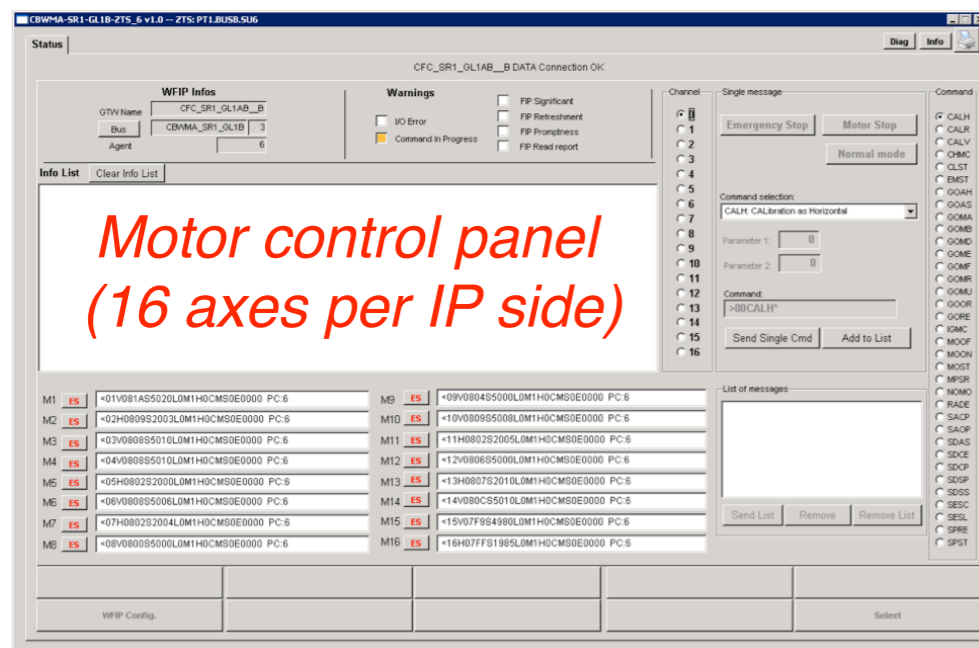 CBWMA-SR1-GL1B-ZTS_6 v1.0 -- ZTS: PT1.BUSB.SU6
Status
Diag
Info
CFC_SR1_GL1AB__B DATA Connection OK
WFIP Infos
GTW Name
CFC_SR1_GL1AB__B
Bus
CBWMA_SR1_GL1B
3
Agent
6
Warnings
I/O Error
Command In Progress
FIP Significant
FIP Refreshment
FIP Promptness
FIP Read report
Info List
Clear Info List
Motor control panel
(16 axes per IP side)
Channel
0
1
2
3
4
5
6
7
8
9
10
11
12
13
14
15
16
Single message
Emergency Stop
Motor Stop
Normal mode
Command selection:
CALH: CALibration as Horizontal
Parameter 1:
0
Parameter 2:
0
Command:
>00CALH^
Send Single Cmd
Add to List
Command
CALH
CALR
CALV
CHMC
CLST
EMST
GOAH
GOAS
GOMA
GOMB
GOMD
GOME
GOMF
GOMR
GOMU
GOOR
GORE
IGMC
MOOF
MOON
MOST
MPSR
NOMO
RADE
SACP
SAOP
SDAS
SDCE
SDCP
SDSP
SDSS
SESC
SESL
SPRE
SPST
M1 ES <01V081AS5020L0M1H0CMS0E0000 PC:6
M2 ES <02H0809S2003L0M1H0CMS0E0000 PC:6
M3 ES <03V0808S5010L0M1H0CMS0E0000 PC:6
M4 ES <04V0808S5010L0M1H0CMS0E0000 PC:6
M5 ES <05H0802S2000L0M1H0CMS0E0000 PC:6
M6 ES <06V0808S5006L0M1H0CMS0E0000 PC:6
M7 ES <07H0802S2004L0M1H0CMS0E0000 PC:6
M8 ES <08V0800S5000L0M1H0CMS0E0000 PC:6
M9 ES <09V0804S5000L0M1H0CMS0E0000 PC:6
M10 ES <10V0809S5008L0M1H0CMS0E0000 PC:6
M11 ES <11H0802S2005L0M1H0CMS0E0000 PC:6
M12 ES <12V0806S5000L0M1H0CMS0E0000 PC:6
M13 ES <13H0807S2010L0M1H0CMS0E0000 PC:6
M14 ES <14V080CS5010L0M1H0CMS0E0000 PC:6
M15 ES <15V07F9S4980L0M1H0CMS0E0000 PC:6
M16 ES <16H07FFS1985L0M1H0CMS0E0000 PC:6
List of messages
Send List
Remove
Remove List
WFIP Config.
Select